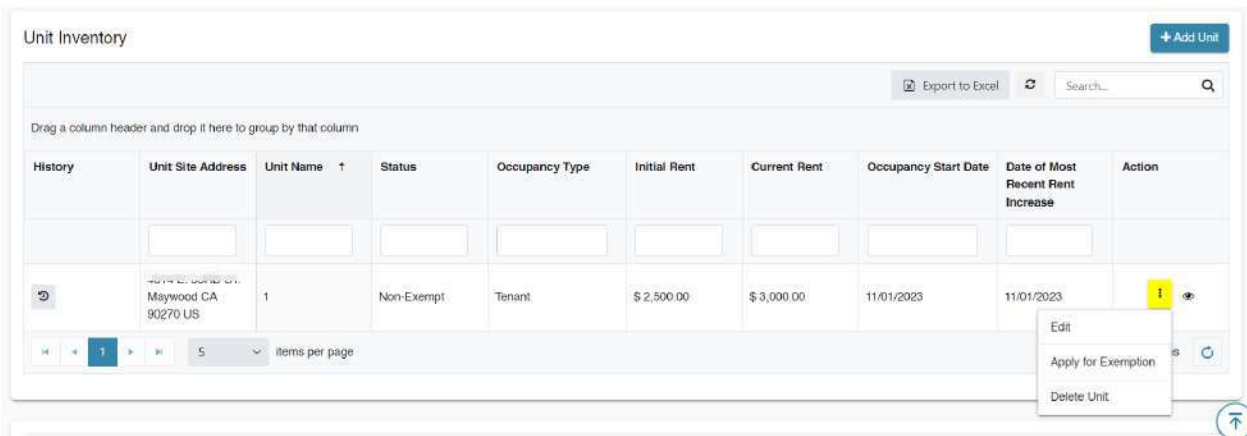 Unit Inventory
+ Add Unit
Export to Excel
Search...
Drag a column header and drop it here to group by that column
History Unit Site Address Unit Name ↑ Status Occupancy Type Initial Rent Current Rent Occupancy Start Date Date of Most
Recent Rent
Increase
Action
Maywood CA
90270 US
1 Non-Exempt Tenant $ 2,500.00 $ 3,000.00 11/01/2023 11/01/2023
Edit
Apply for Exemption
Delete Unit
1 5 items per page
s